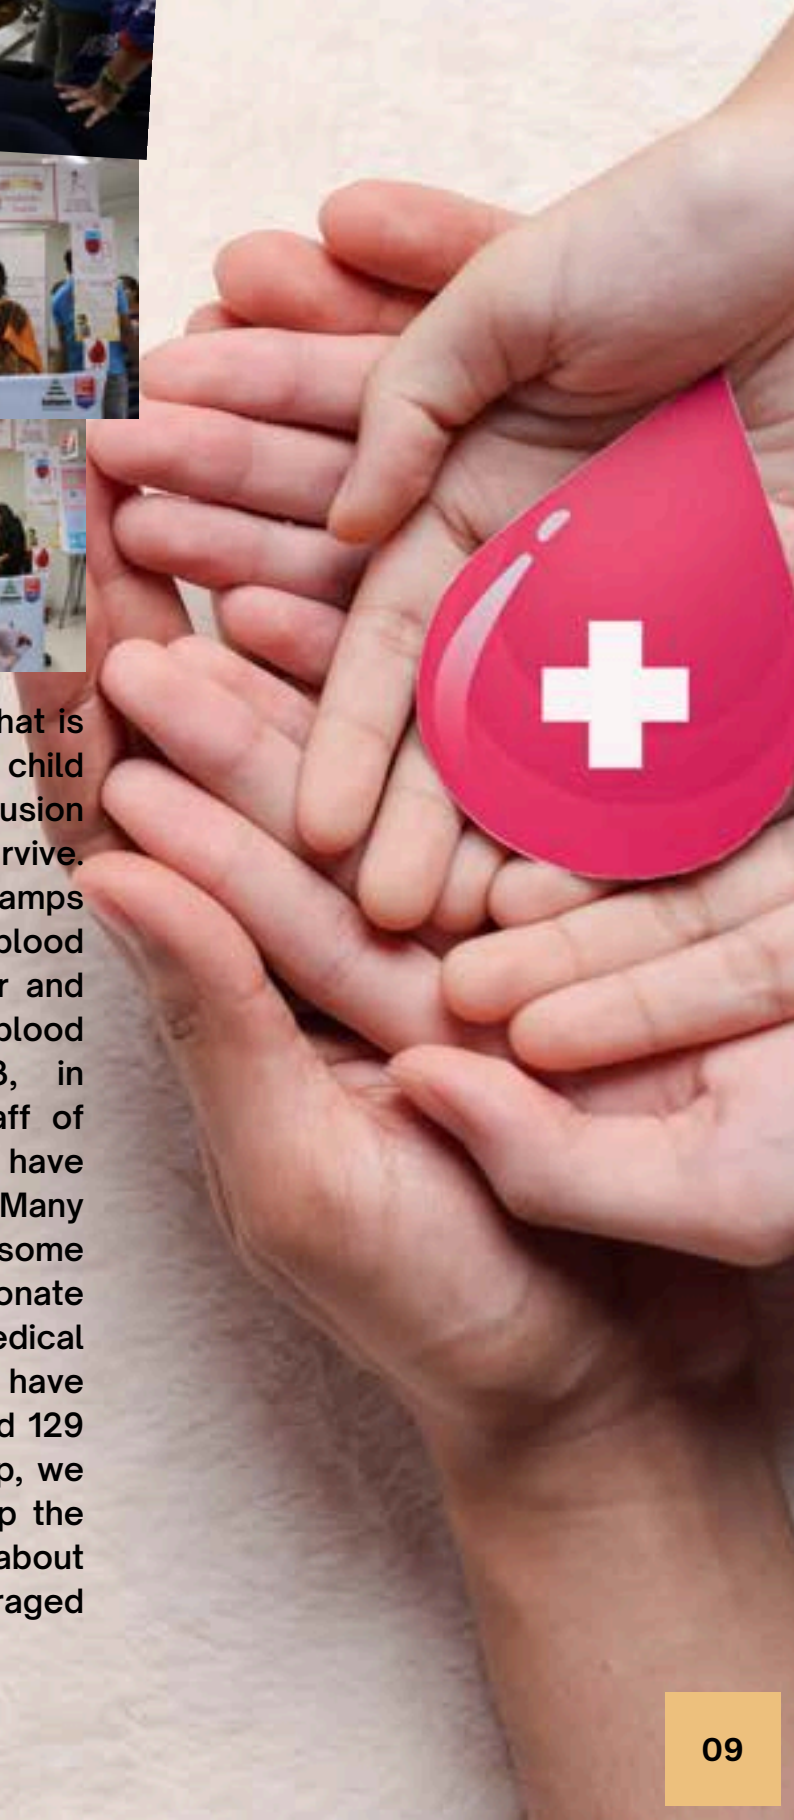 hat is
child
usion
rvive.
amps
blood
r and
blood
3, in
aff of
have
Many
some
onate
edical
have
d 129
p, we
p the
about
raged
09